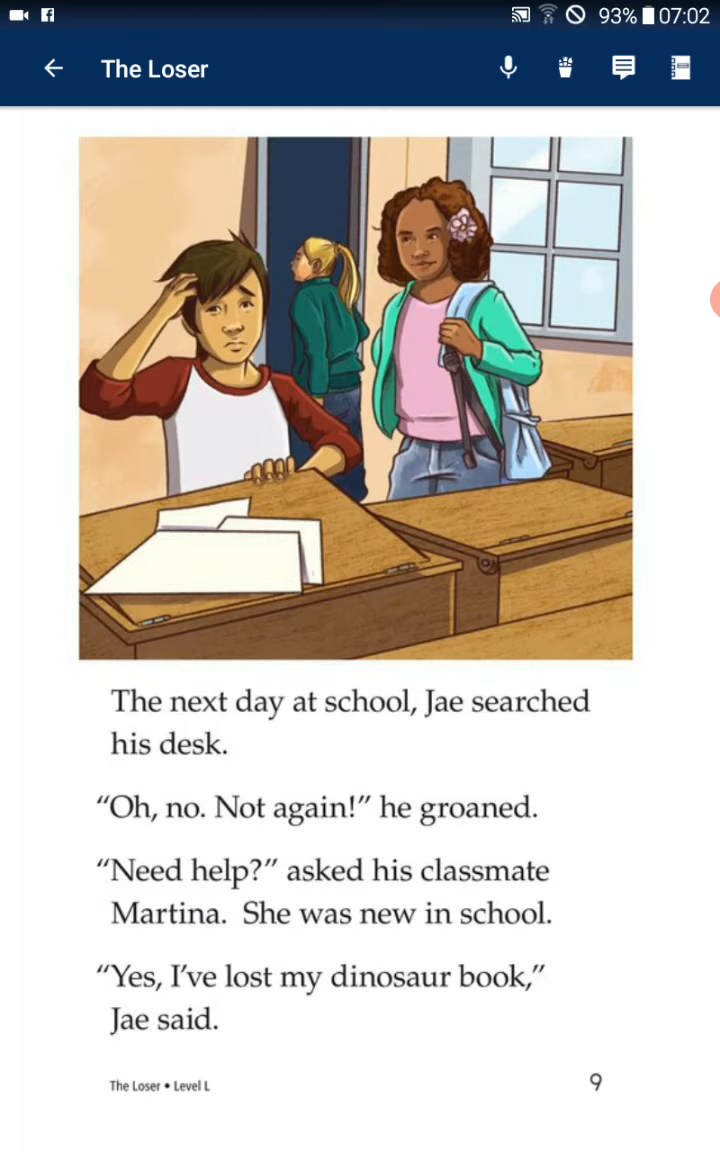 93% 07:02
The Loser
The next day at school, Jae searched
his desk.
“Oh, no. Not again!” he groaned.
“Need help?” asked his classmate
Martina. She was new in school.
“Yes, I’ve lost my dinosaur book,”
Jae said.
The Loser • Level L
9